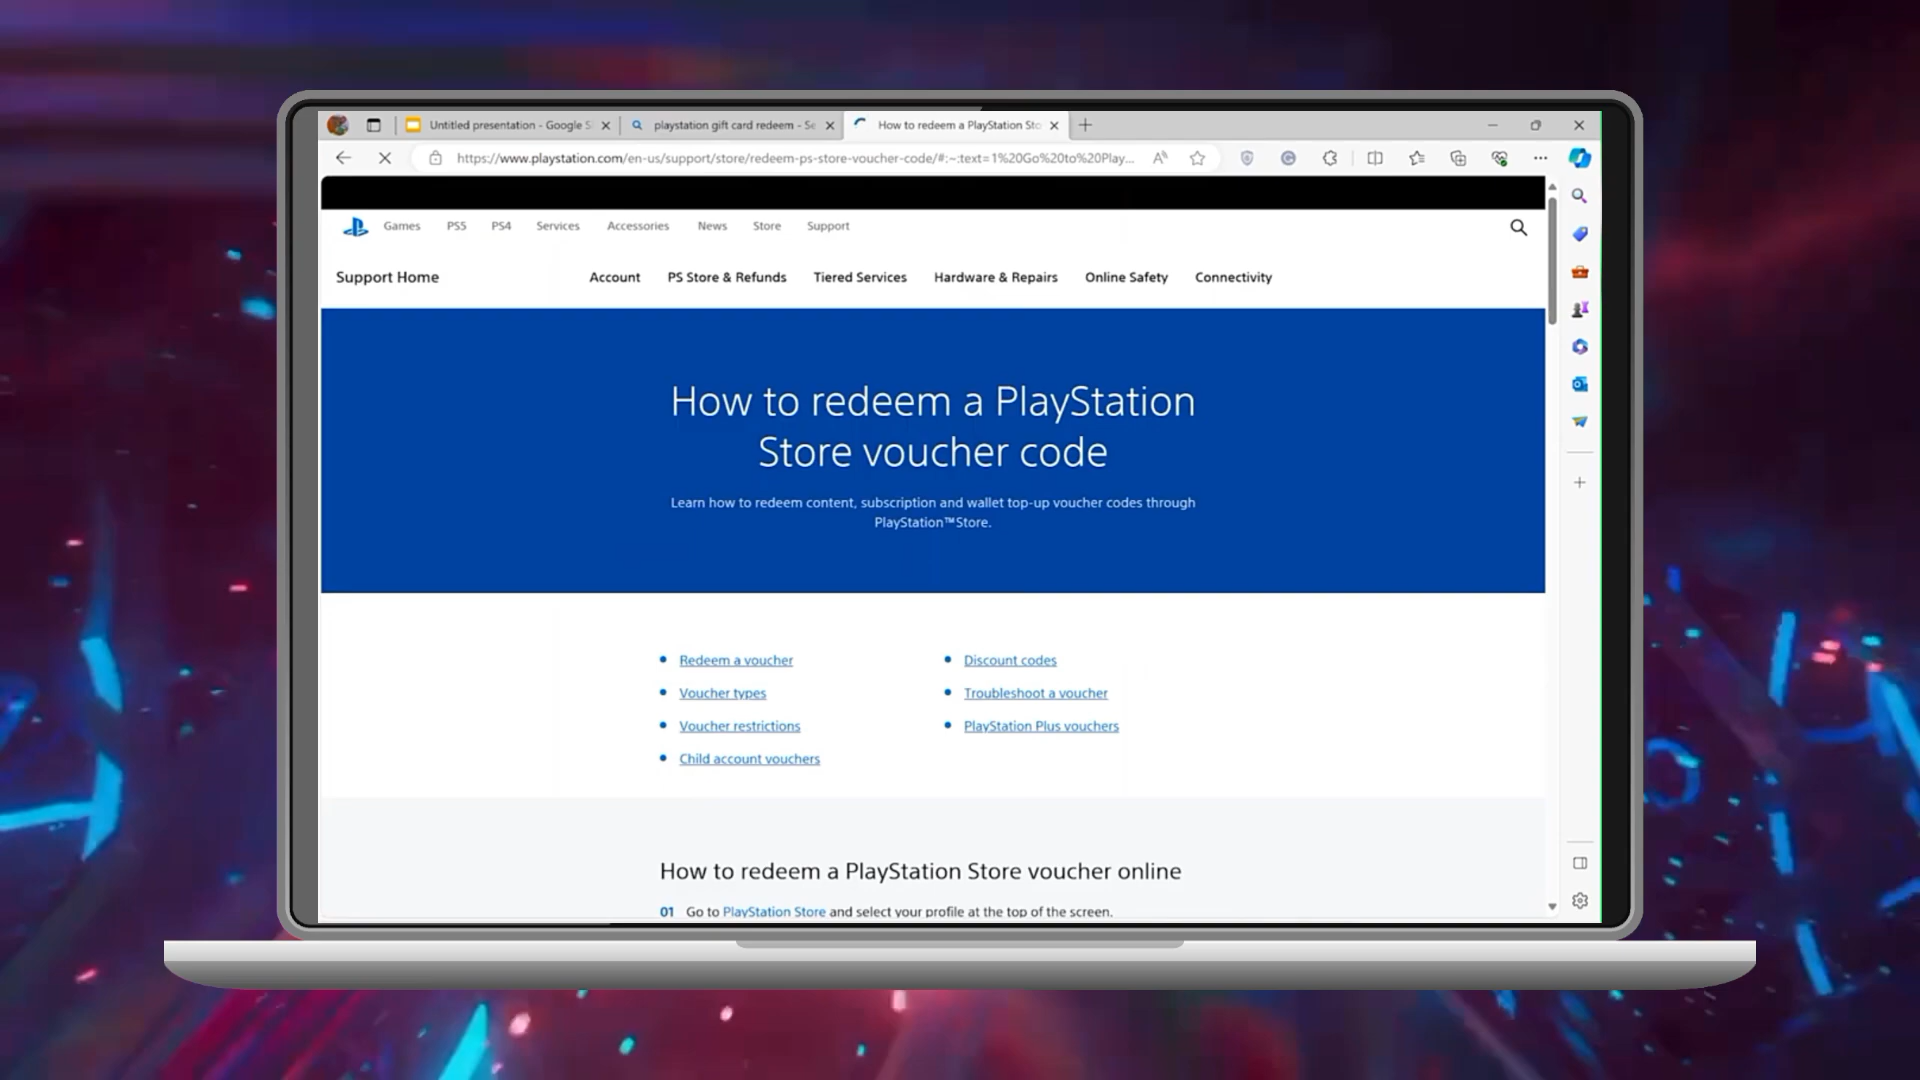 Untitled presentation - Google S
playstation gift card redeem - Se
How to redeem a PlayStation Sto
https://www.playstation.com/en-us/support/store/redeem-ps-store-voucher-code/#:~:text=1%20Go%20to%20Play...
Games PS5 PS4 Services Accessories News Store Support
Support Home Account PS Store & Refunds Tiered Services Hardware & Repairs Online Safety Connectivity
How to redeem a PlayStation
Store voucher code
Learn how to redeem content, subscription and wallet top-up voucher codes through
PlayStation™Store.
• Redeem a voucher
• Voucher types
• Voucher restrictions
• Child account vouchers
• Discount codes
• Troubleshoot a voucher
• PlayStation Plus vouchers
How to redeem a PlayStation Store voucher online
01 Go to PlayStation Store and select your profile at the top of the screen.